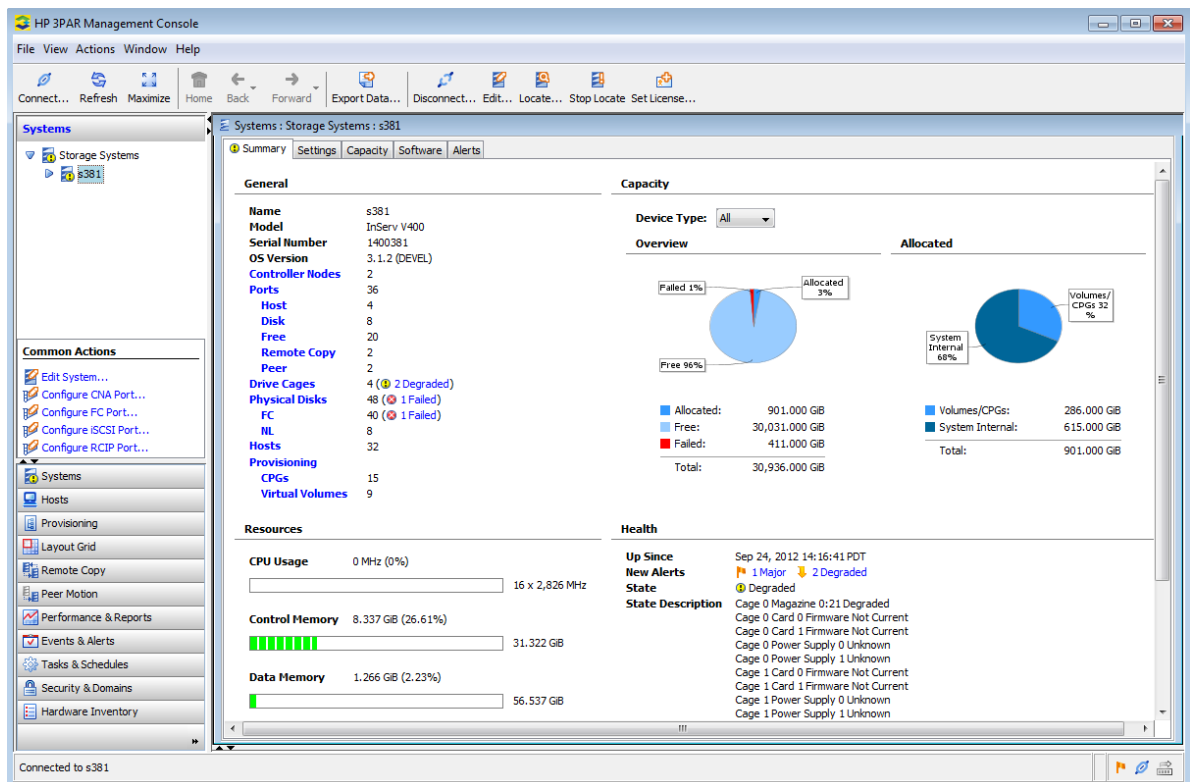 HP 3PAR Management Console
File View Actions Window Help
Connect... Refresh Maximize Home Back Forward Export Data... Disconnect... Edit... Locate... Stop Locate Set License...
Systems
Storage Systems
s381
Common Actions
Edit System...
Configure CNA Port...
Configure FC Port...
Configure iSCSI Port...
Configure RCIP Port...
Systems
Hosts
Provisioning
Layout Grid
Remote Copy
Peer Motion
Performance & Reports
Events & Alerts
Tasks & Schedules
Security & Domains
Hardware Inventory
»
Systems : Storage Systems : s381
Summary Settings Capacity Software Alerts
General
Name s381
Model InServ V400
Serial Number 1400381
OS Version 3.1.2 (DEVEL)
Controller Nodes 2
Ports 36
Host 4
Disk 8
Free 20
Remote Copy 2
Peer 2
Drive Cages 4 (2 Degraded)
Physical Disks 48 (1 Failed)
FC 40 (1 Failed)
NL 8
Hosts 32
Provisioning
CPGs 15
Virtual Volumes 9
Capacity
Device Type: All
Overview
Failed 1%
Allocated
3%
Free 96%
Allocated: 901.000 GiB
Free: 30,031.000 GiB
Failed: 411.000 GiB
Total: 30,936.000 GiB
Allocated
Volumes/
CPGs 32
%
System
Internal
68%
Volumes/CPGs: 286.000 GiB
System Internal: 615.000 GiB
Total: 901.000 GiB
Resources
CPU Usage 0 MHz (0%)
16 x 2,826 MHz
Control Memory 8.337 GiB (26.61%)
31.322 GiB
Data Memory 1.266 GiB (2.23%)
56.537 GiB
Health
Up Since Sep 24, 2012 14:16:41 PDT
New Alerts 1 Major 2 Degraded
State Degraded
State Description Cage 0 Magazine 0:21 Degraded
Cage 0 Card 0 Firmware Not Current
Cage 0 Card 1 Firmware Not Current
Cage 0 Power Supply 0 Unknown
Cage 0 Power Supply 1 Unknown
Cage 1 Card 0 Firmware Not Current
Cage 1 Card 1 Firmware Not Current
Cage 1 Power Supply 0 Unknown
Cage 1 Power Supply 1 Unknown
Connected to s381